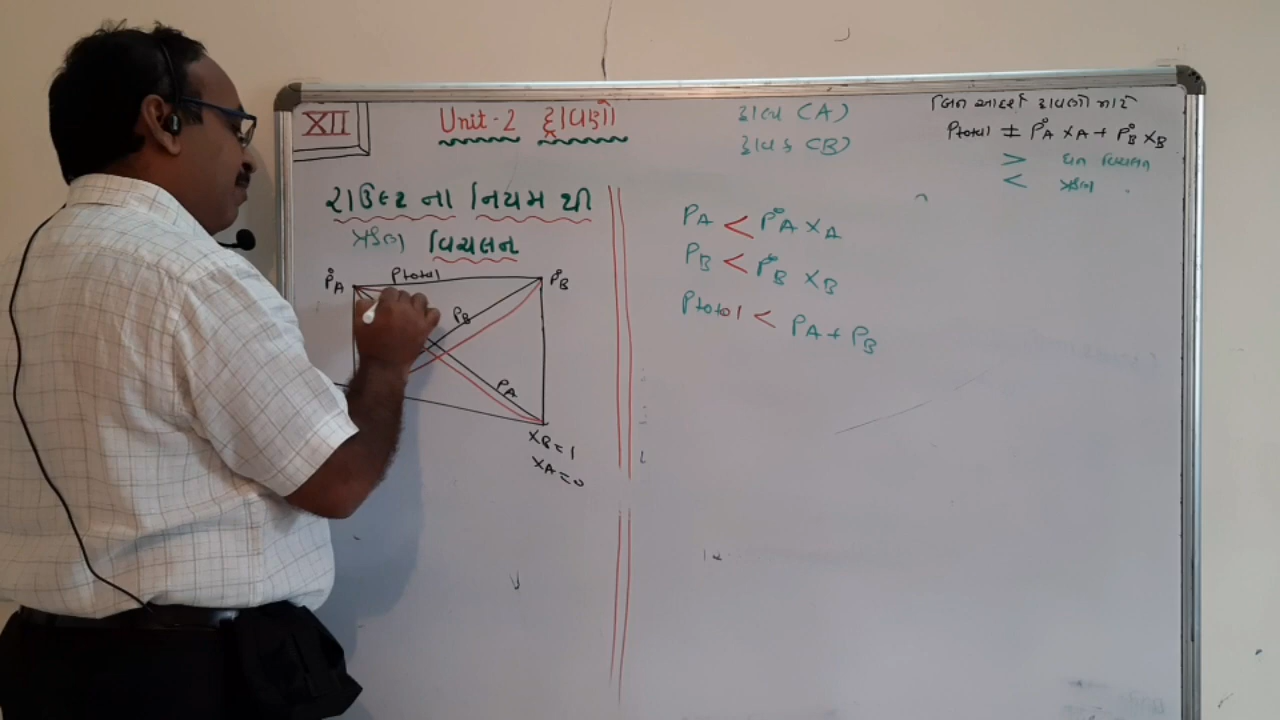 XII
Unit-2 દ્રાવણો
દ્રાવ્ય (A)
દ્રાવક (B)
બિન આદર્શ દ્રાવણો માટે
Ptotal ≠ P°A XA + P°B XB
> ધન વિચલન
< ઋણ
રાઉલ્ટ ના નિયમ થી
ઋણ વિચલન
P°A Ptotal P°B
PB
PA
XB = 1
XA = 0
PA < P°A XA
PB < P°B XB
Ptotal < PA + PB